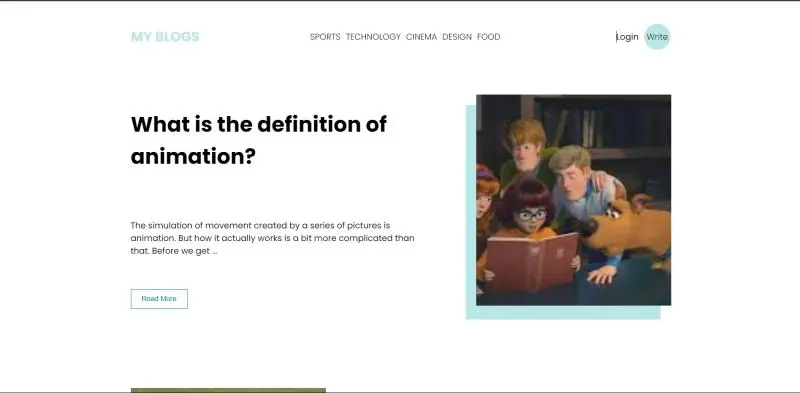 MY BLOGS
SPORTS TECHNOLOGY CINEMA DESIGN FOOD
Login Write
What is the definition of
animation?
The simulation of movement created by a series of pictures is
animation. But how it actually works is a bit more complicated than
that. Before we get ...
Read More